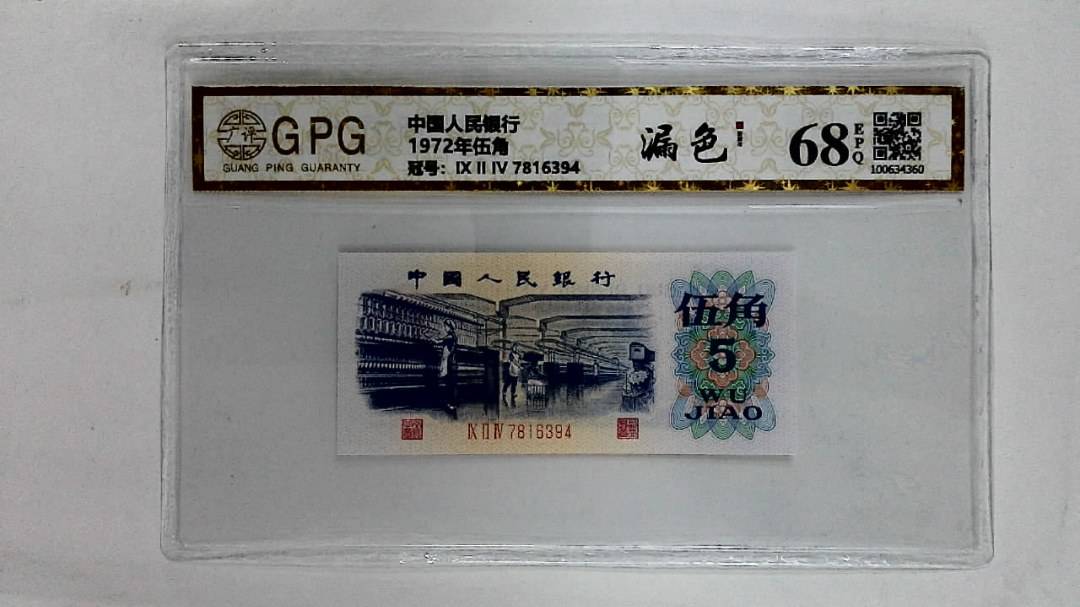 广评
GPG
GUANG PING GUARANTY
中国人民银行
1972年伍角
冠号: IX II IV 7816394
漏色
68
EPQ
100634360
中國人民銀行
伍角
5
WU
JIAO
IX II IV 7816394